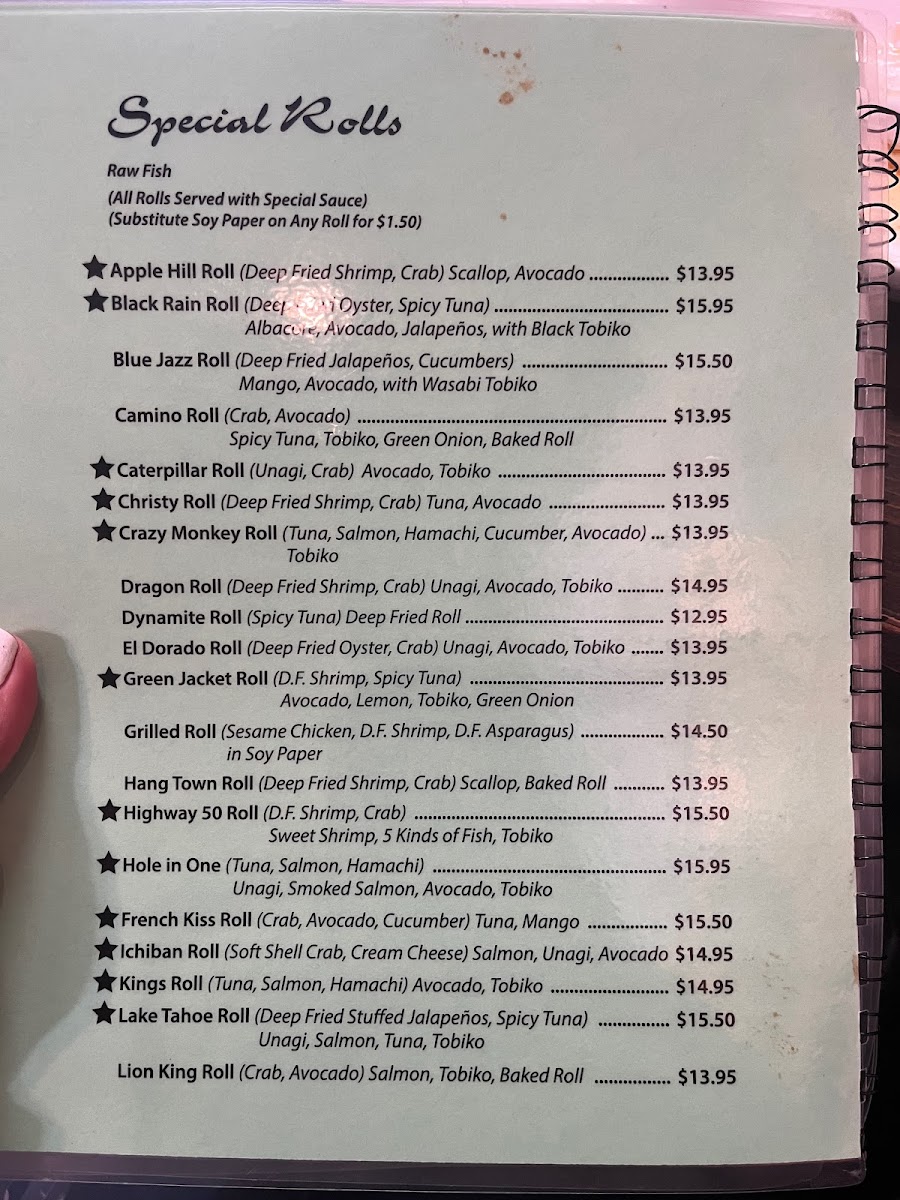 Special Rolls
Raw Fish
(All Rolls Served with Special Sauce)
(Substitute Soy Paper on Any Roll for $1.50)
★ Apple Hill Roll (Deep Fried Shrimp, Crab) Scallop, Avocado ................ $13.95
★ Black Rain Roll (Deep Oyster, Spicy Tuna) ................................... $15.95
Albacore, Avocado, Jalapeños, with Black Tobiko
Blue Jazz Roll (Deep Fried Jalapeños, Cucumbers) ............................. $15.50
Mango, Avocado, with Wasabi Tobiko
Camino Roll (Crab, Avocado) .............................................................. $13.95
Spicy Tuna, Tobiko, Green Onion, Baked Roll
★ Caterpillar Roll (Unagi, Crab) Avocado, Tobiko .................................. $13.95
★ Christy Roll (Deep Fried Shrimp, Crab) Tuna, Avocado ....................... $13.95
★ Crazy Monkey Roll (Tuna, Salmon, Hamachi, Cucumber, Avocado) ... $13.95
Tobiko
Dragon Roll (Deep Fried Shrimp, Crab) Unagi, Avocado, Tobiko .......... $14.95
Dynamite Roll (Spicy Tuna) Deep Fried Roll ........................................ $12.95
El Dorado Roll (Deep Fried Oyster, Crab) Unagi, Avocado, Tobiko ....... $13.95
★ Green Jacket Roll (D.F. Shrimp, Spicy Tuna) ....................................... $13.95
Avocado, Lemon, Tobiko, Green Onion
Grilled Roll (Sesame Chicken, D.F. Shrimp, D.F. Asparagus) ................. $14.50
in Soy Paper
Hang Town Roll (Deep Fried Shrimp, Crab) Scallop, Baked Roll ........... $13.95
★ Highway 50 Roll (D.F. Shrimp, Crab) .................................................. $15.50
Sweet Shrimp, 5 Kinds of Fish, Tobiko
★ Hole in One (Tuna, Salmon, Hamachi) ............................................... $15.95
Unagi, Smoked Salmon, Avocado, Tobiko
★ French Kiss Roll (Crab, Avocado, Cucumber) Tuna, Mango ................ $15.50
★ Ichiban Roll (Soft Shell Crab, Cream Cheese) Salmon, Unagi, Avocado $14.95
★ Kings Roll (Tuna, Salmon, Hamachi) Avocado, Tobiko ........................ $14.95
★ Lake Tahoe Roll (Deep Fried Stuffed Jalapeños, Spicy Tuna) ............... $15.50
Unagi, Salmon, Tuna, Tobiko
Lion King Roll (Crab, Avocado) Salmon, Tobiko, Baked Roll ................ $13.95